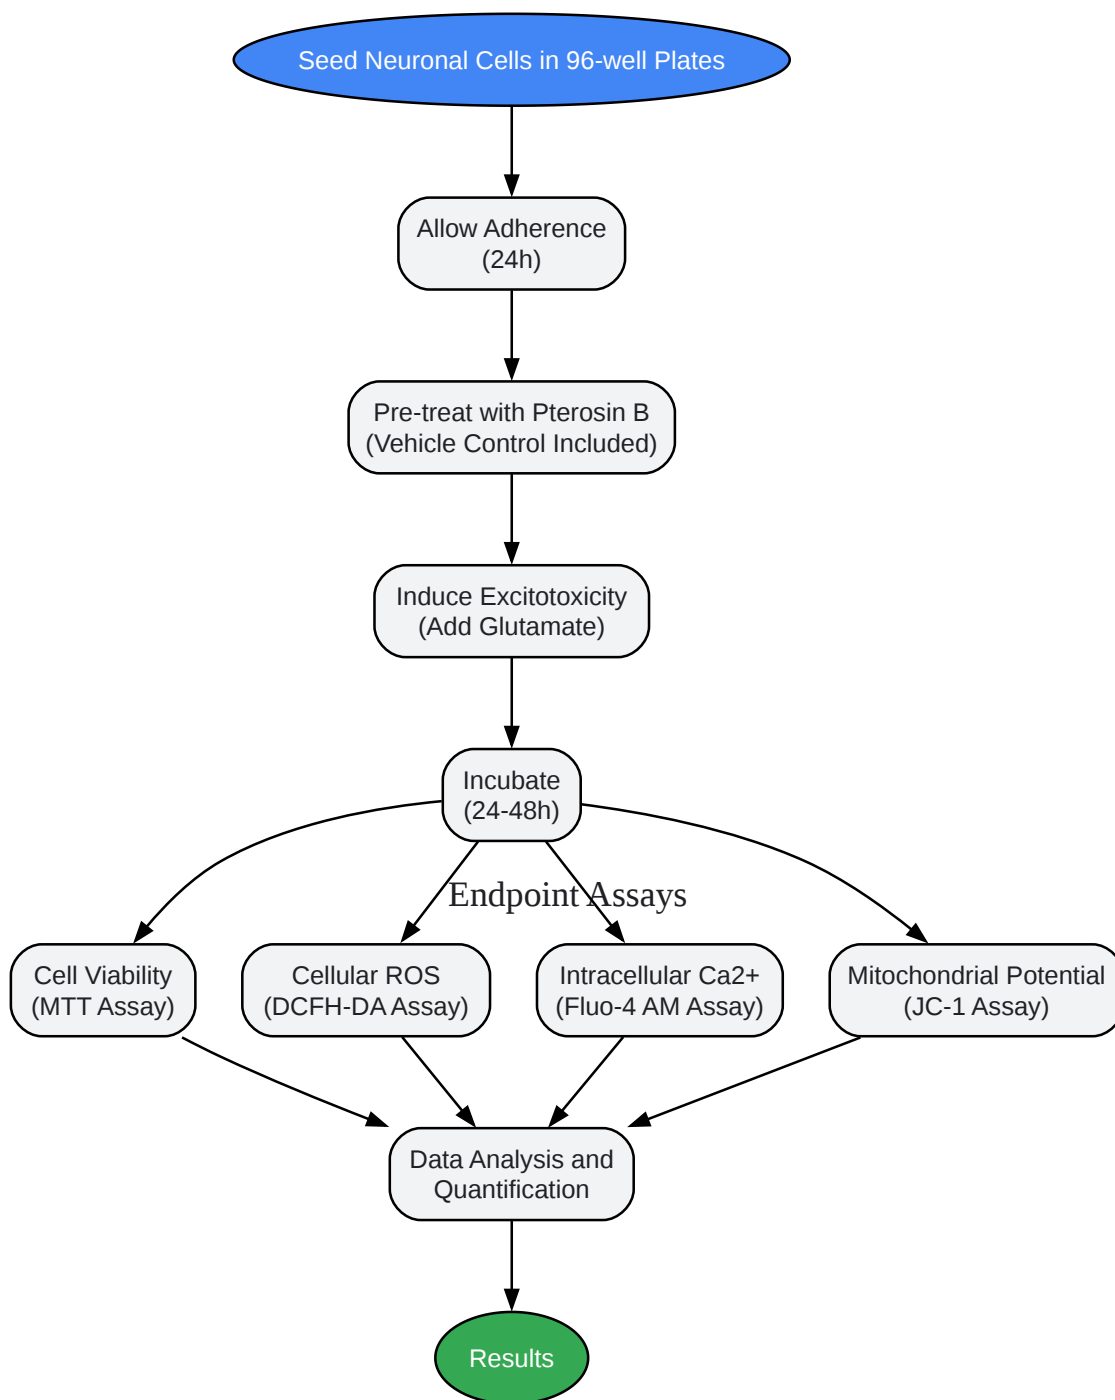 Seed Neuronal Cells in 96-well Plates
Allow Adherence
(24h)
Pre-treat with Pterosin B
(Vehicle Control Included)
Induce Excitotoxicity
(Add Glutamate)
Incubate
(24-48h)
Endpoint Assays
Cell Viability
(MTT Assay)
Cellular ROS
(DCFH-DA Assay)
Intracellular Ca2+
(Fluo-4 AM Assay)
Mitochondrial Potential
(JC-1 Assay)
Data Analysis and
Quantification
Results